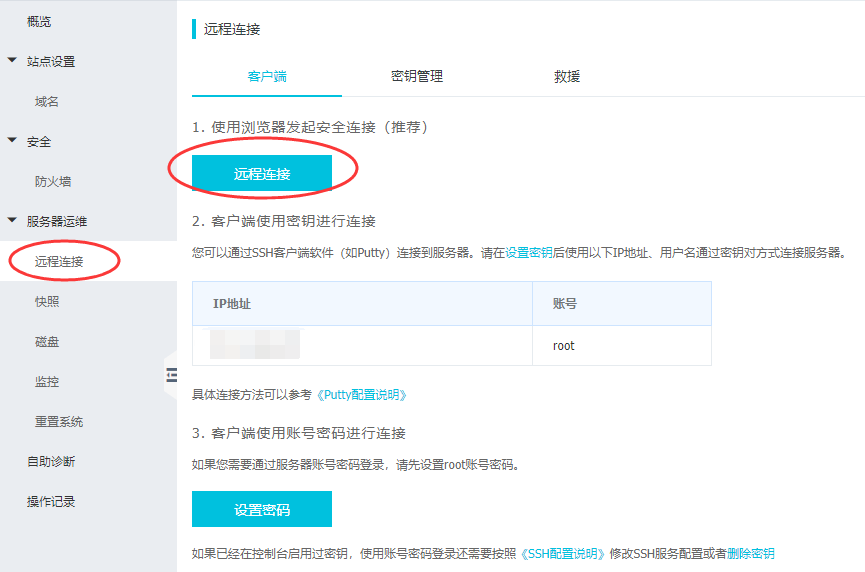 概览
站点设置
域名
安全
防火墙
服务器运维
远程连接
快照
磁盘
监控
重置系统
自助诊断
操作记录
远程连接
客户端 密钥管理 救援
1. 使用浏览器发起安全连接（推荐）
远程连接
2. 客户端使用密钥进行连接
您可以通过SSH客户端软件（如Putty）连接到服务器。请在设置密钥后使用以下IP地址、用户名通过密钥对方式连接服务器。
IP地址 账号
root
具体连接方法可以参考《Putty配置说明》
3. 客户端使用账号密码进行连接
如果您需要通过服务器账号密码登录，请先设置root账号密码。
设置密码
如果已经在控制台启用过密钥，使用账号密码登录还需要按照《SSH配置说明》修改SSH服务配置或者删除密钥